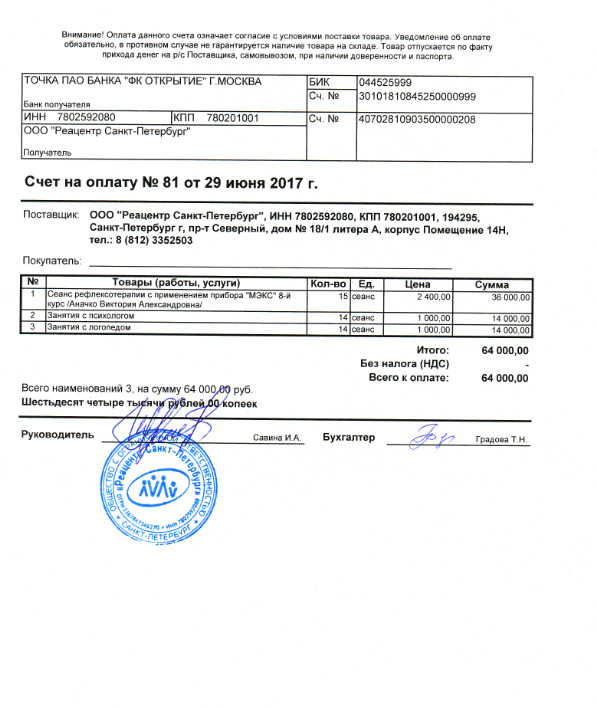 Внимание! Оплата данного счета означает согласие с условиями поставки товара. Уведомление об оплате
обязательно, в противном случае не гарантируется наличие товара на складе. Товар отпускается по факту
прихода денег на р/с Поставщика, самовывозом, при наличии доверенности и паспорта.
ТОЧКА ПАО БАНКА "ФК ОТКРЫТИЕ" Г.МОСКВА БИК 044525999
Сч. № 30101810845250000999
Банк получателя
ИНН 7802592080 КПП 780201001 Сч. № 40702810903500000208
ООО "Реацентр Санкт-Петербург"
Получатель
Счет на оплату № 81 от 29 июня 2017 г.
Поставщик: ООО "Реацентр Санкт-Петербург", ИНН 7802592080, КПП 780201001, 194295,
Санкт-Петербург г, пр-т Северный, дом № 18/1 литера А, корпус Помещение 14Н,
тел.: 8 (812) 3352503
Покупатель:
№ Товары (работы, услуги) Кол-во Ед. Цена Сумма
1 Сеанс рефлексотерапии с применением прибора "МЭКС" 8-й 15 сеанс 2 400,00 36 000,00
курс /Аначко Виктория Александровна/
2 Занятия с психологом 14 сеанс 1 000,00 14 000,00
3 Занятия с логопедом 14 сеанс 1 000,00 14 000,00
Итого: 64 000,00
Без налога (НДС) -
Всего к оплате: 64 000,00
Всего наименований 3, на сумму 64 000,00 руб.
Шестьдесят четыре тысячи рублей 00 копеек
Руководитель Савина И.А. Бухгалтер Градова Т.Н.
ОБЩЕСТВО С ОГРАНИЧЕННОЙ ОТВЕТСТВЕННОСТЬЮ
«Реацентр Санкт-Петербург»
САНКТ-ПЕТЕРБУРГ